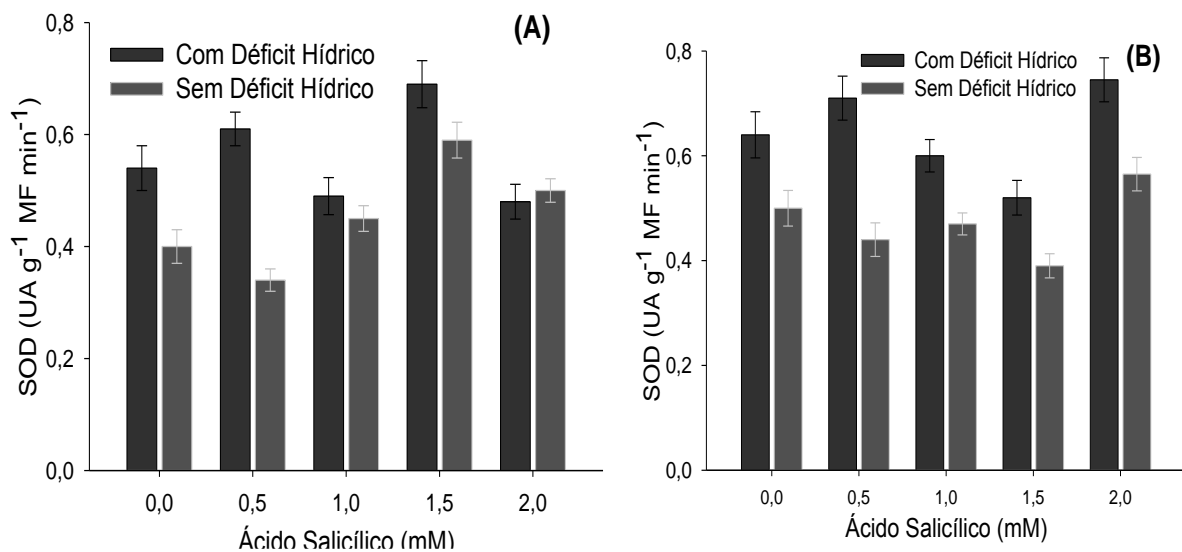 (A)
Com Déficit Hídrico
Sem Déficit Hídrico
SOD (UA g⁻¹ MF min⁻¹)
0,8
0,6
0,4
0,2
0,0
0,0 0,5 1,0 1,5 2,0
Ácido Salicílico (mM)
(B)
Com Déficit Hídrico
Sem Déficit Hídrico
SOD (UA g⁻¹ MF min⁻¹)
0,8
0,6
0,4
0,2
0,0
0,0 0,5 1,0 1,5 2,0
Ácido Salicílico (mM)